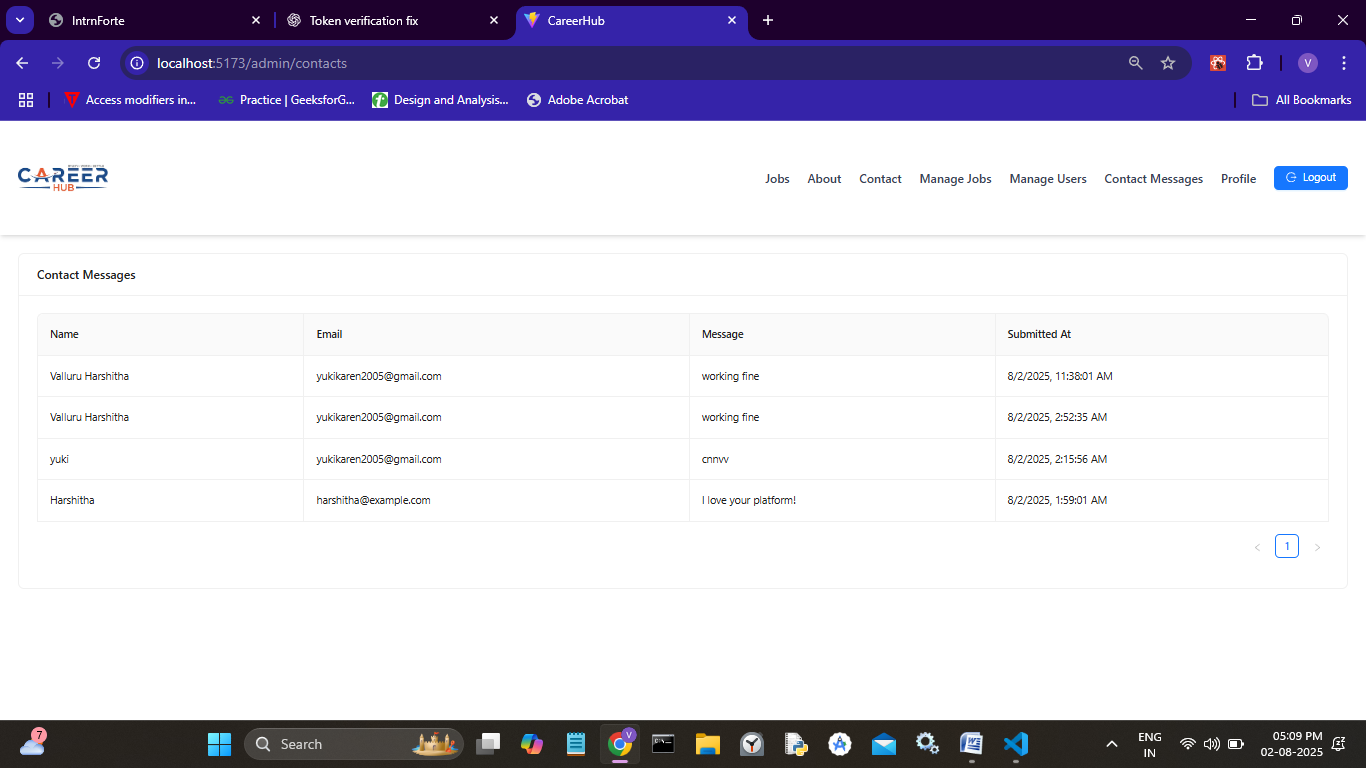 IntrnForte
Token verification fix
CareerHub
localhost:5173/admin/contacts
V
Access modifiers in...
Practice | GeeksforG...
Design and Analysis...
Adobe Acrobat
All Bookmarks
CAREER
HUB
Jobs About Contact Manage Jobs Manage Users Contact Messages Profile Logout
Contact Messages
Name Email Message Submitted At
Valluru Harshitha yukikaren2005@gmail.com working fine 8/2/2025, 11:38:01 AM
Valluru Harshitha yukikaren2005@gmail.com working fine 8/2/2025, 2:52:35 AM
yuki yukikaren2005@gmail.com cnnvv 8/2/2025, 2:15:56 AM
Harshitha harshitha@example.com I love your platform! 8/2/2025, 1:59:01 AM
< 1 >
7
Search
V
ENG
IN
05:09 PM
02-08-2025